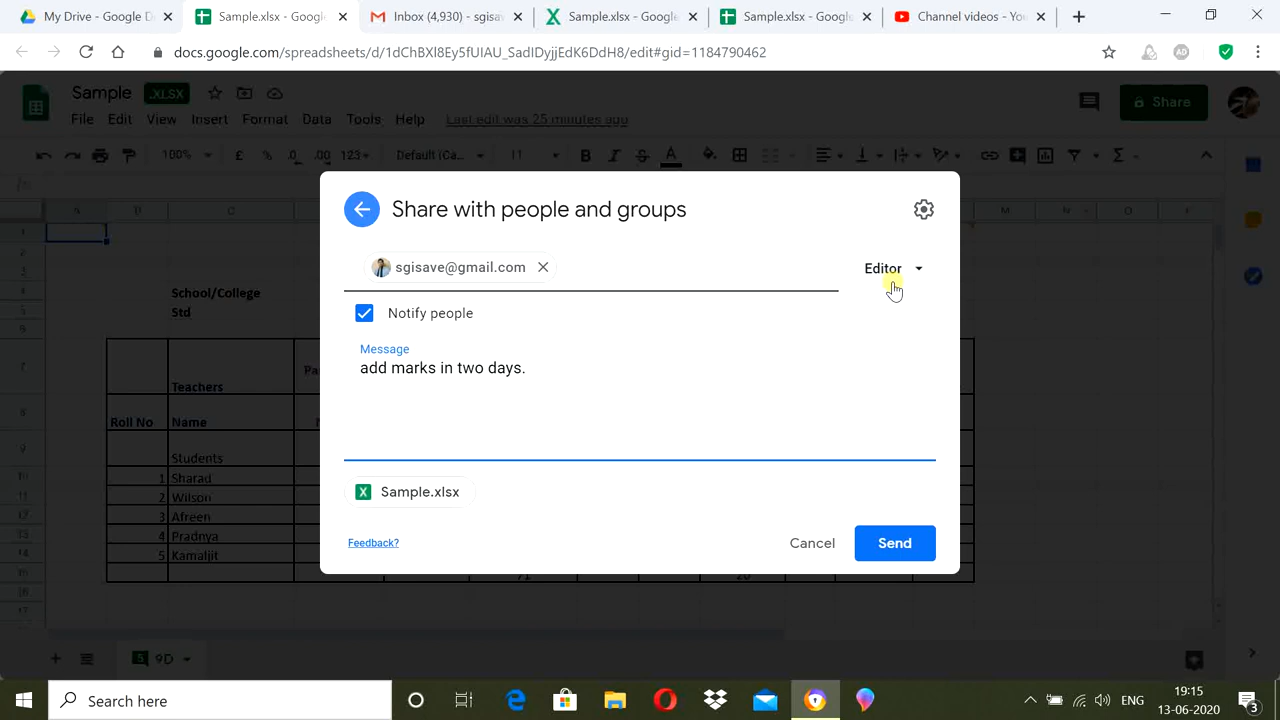 My Drive - Google D
Sample.xlsx - Google
Inbox (4,930) - sgisa
Sample.xlsx - Google
Sample.xlsx - Google
Channel videos - Yo
docs.google.com/spreadsheets/d/1dChBXI8Ey5fUIAU_SadIDyjjEdK6DdH8/edit#gid=1184790462
Sample .XLSX
Share
File Edit View Insert Format Data Tools Help Last edit was 25 minutes ago
100% £ % .0 .00 123 Default (Ca... 11 B I S A
Share with people and groups
sgisave@gmail.com
Editor
Notify people
Message
add marks in two days.
Sample.xlsx
Feedback?
Cancel
Send
School/College
Std
Teachers
Roll No Name
Students
1 Sharad
2 Wilson
3 Afreen
4 Pradnya
5 Kamaljit
9D
Search here
ENG
19:15
13-06-2020
3